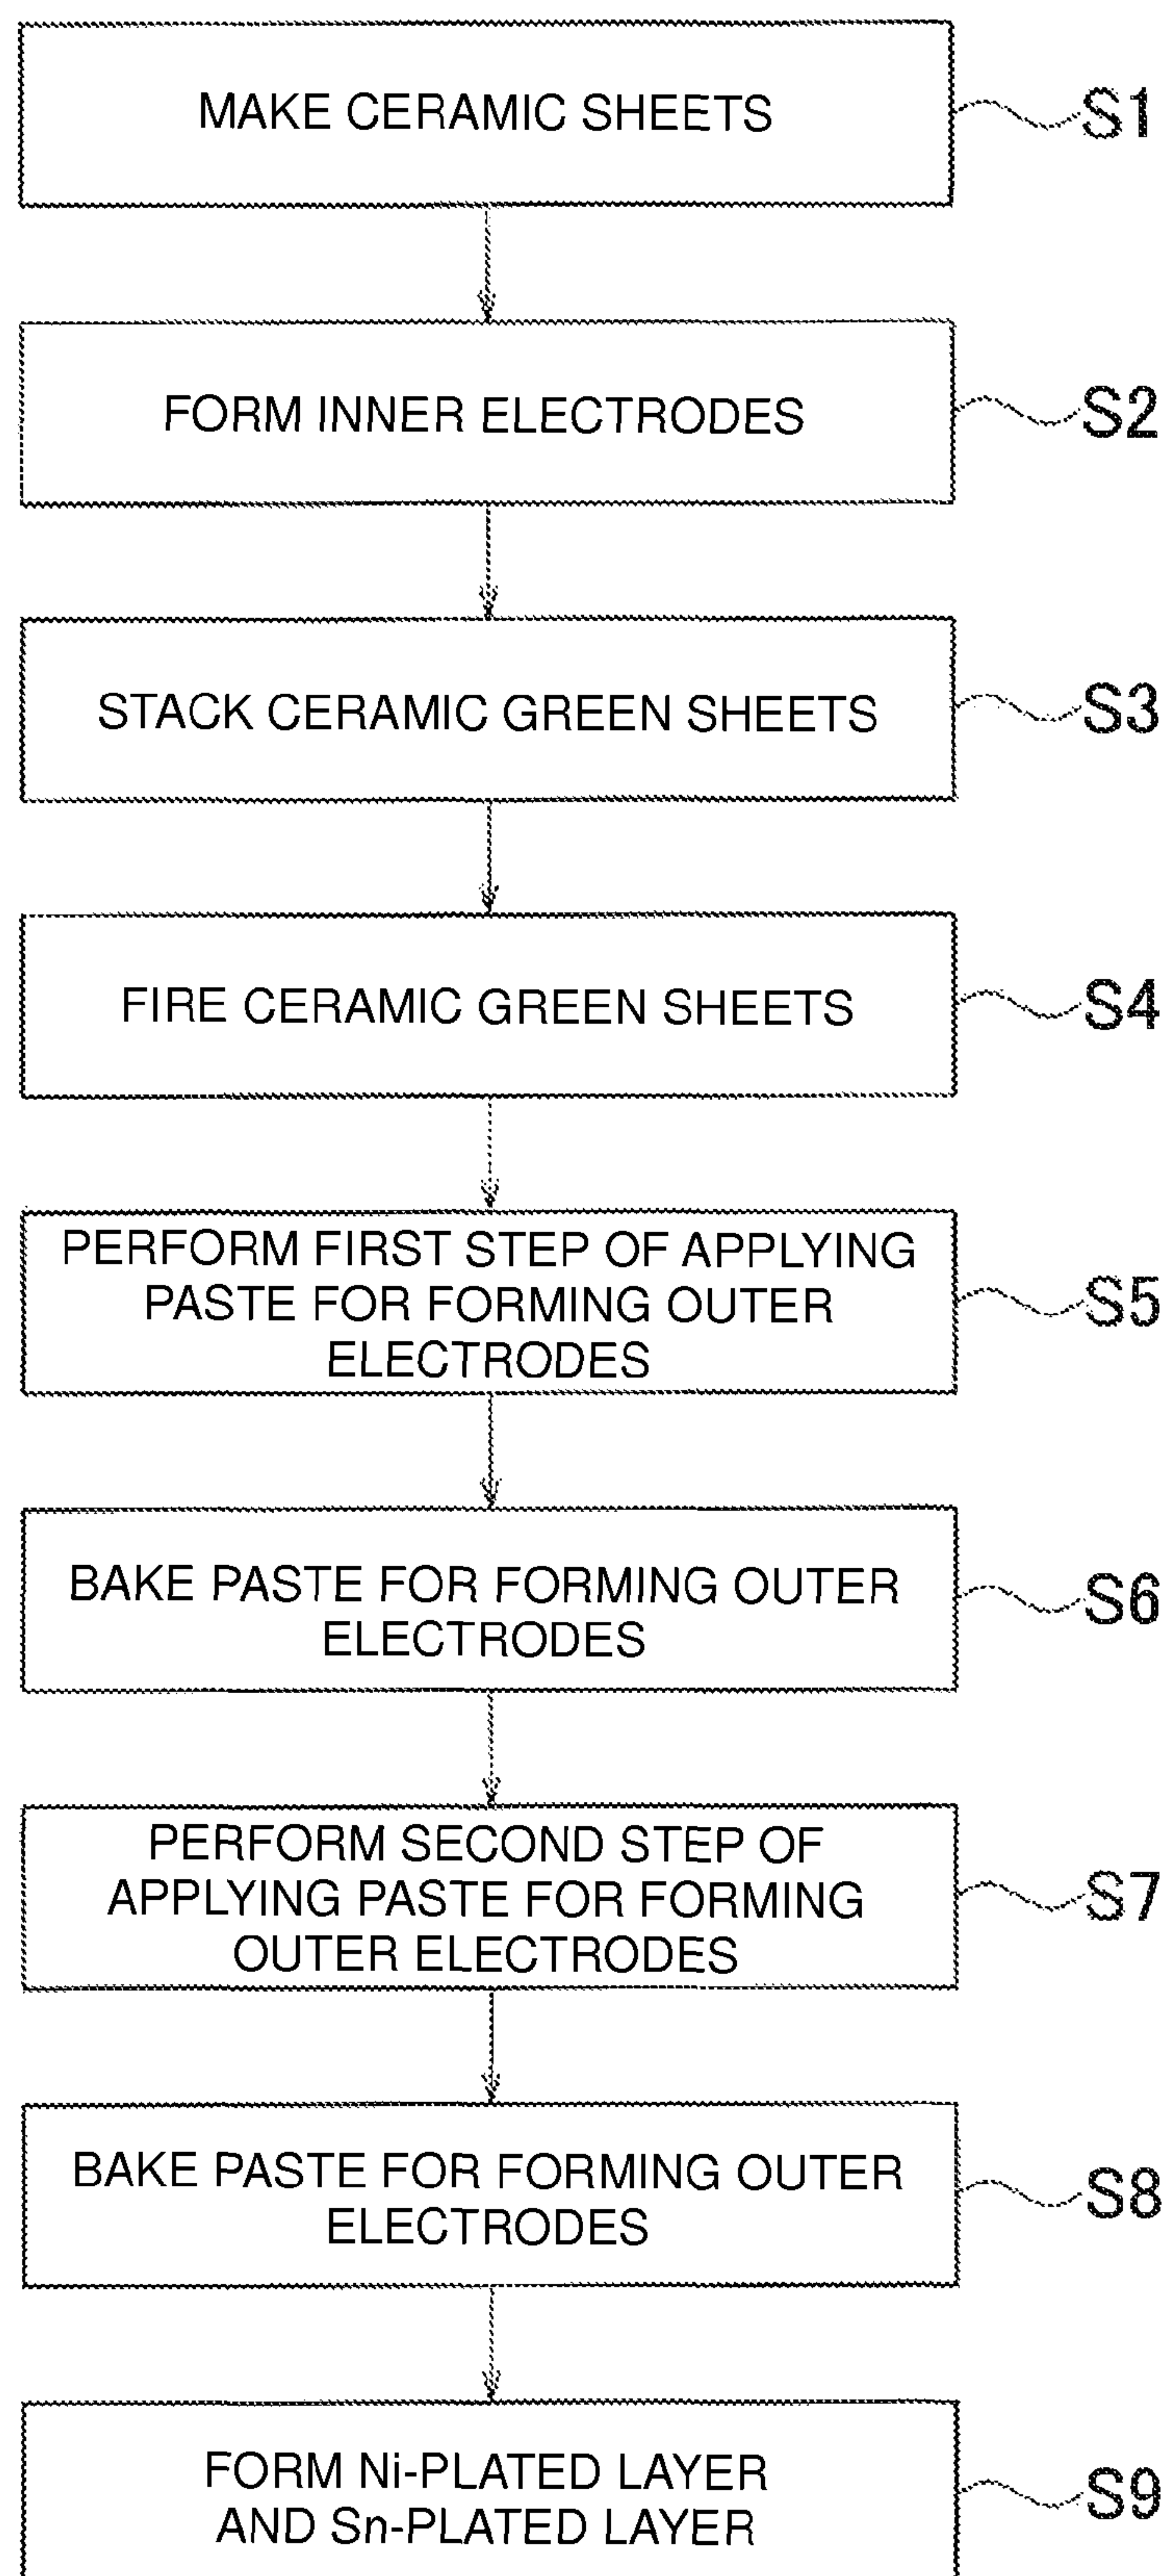 MAKE CERAMIC SHEETS
S1
FORM INNER ELECTRODES
S2
STACK CERAMIC GREEN SHEETS
S3
FIRE CERAMIC GREEN SHEETS
S4
PERFORM FIRST STEP OF APPLYING
PASTE FOR FORMING OUTER
ELECTRODES
S5
BAKE PASTE FOR FORMING OUTER
ELECTRODES
S6
PERFORM SECOND STEP OF
APPLYING PASTE FOR FORMING
OUTER ELECTRODES
S7
BAKE PASTE FOR FORMING OUTER
ELECTRODES
S8
FORM Ni-PLATED LAYER
AND Sn-PLATED LAYER
S9